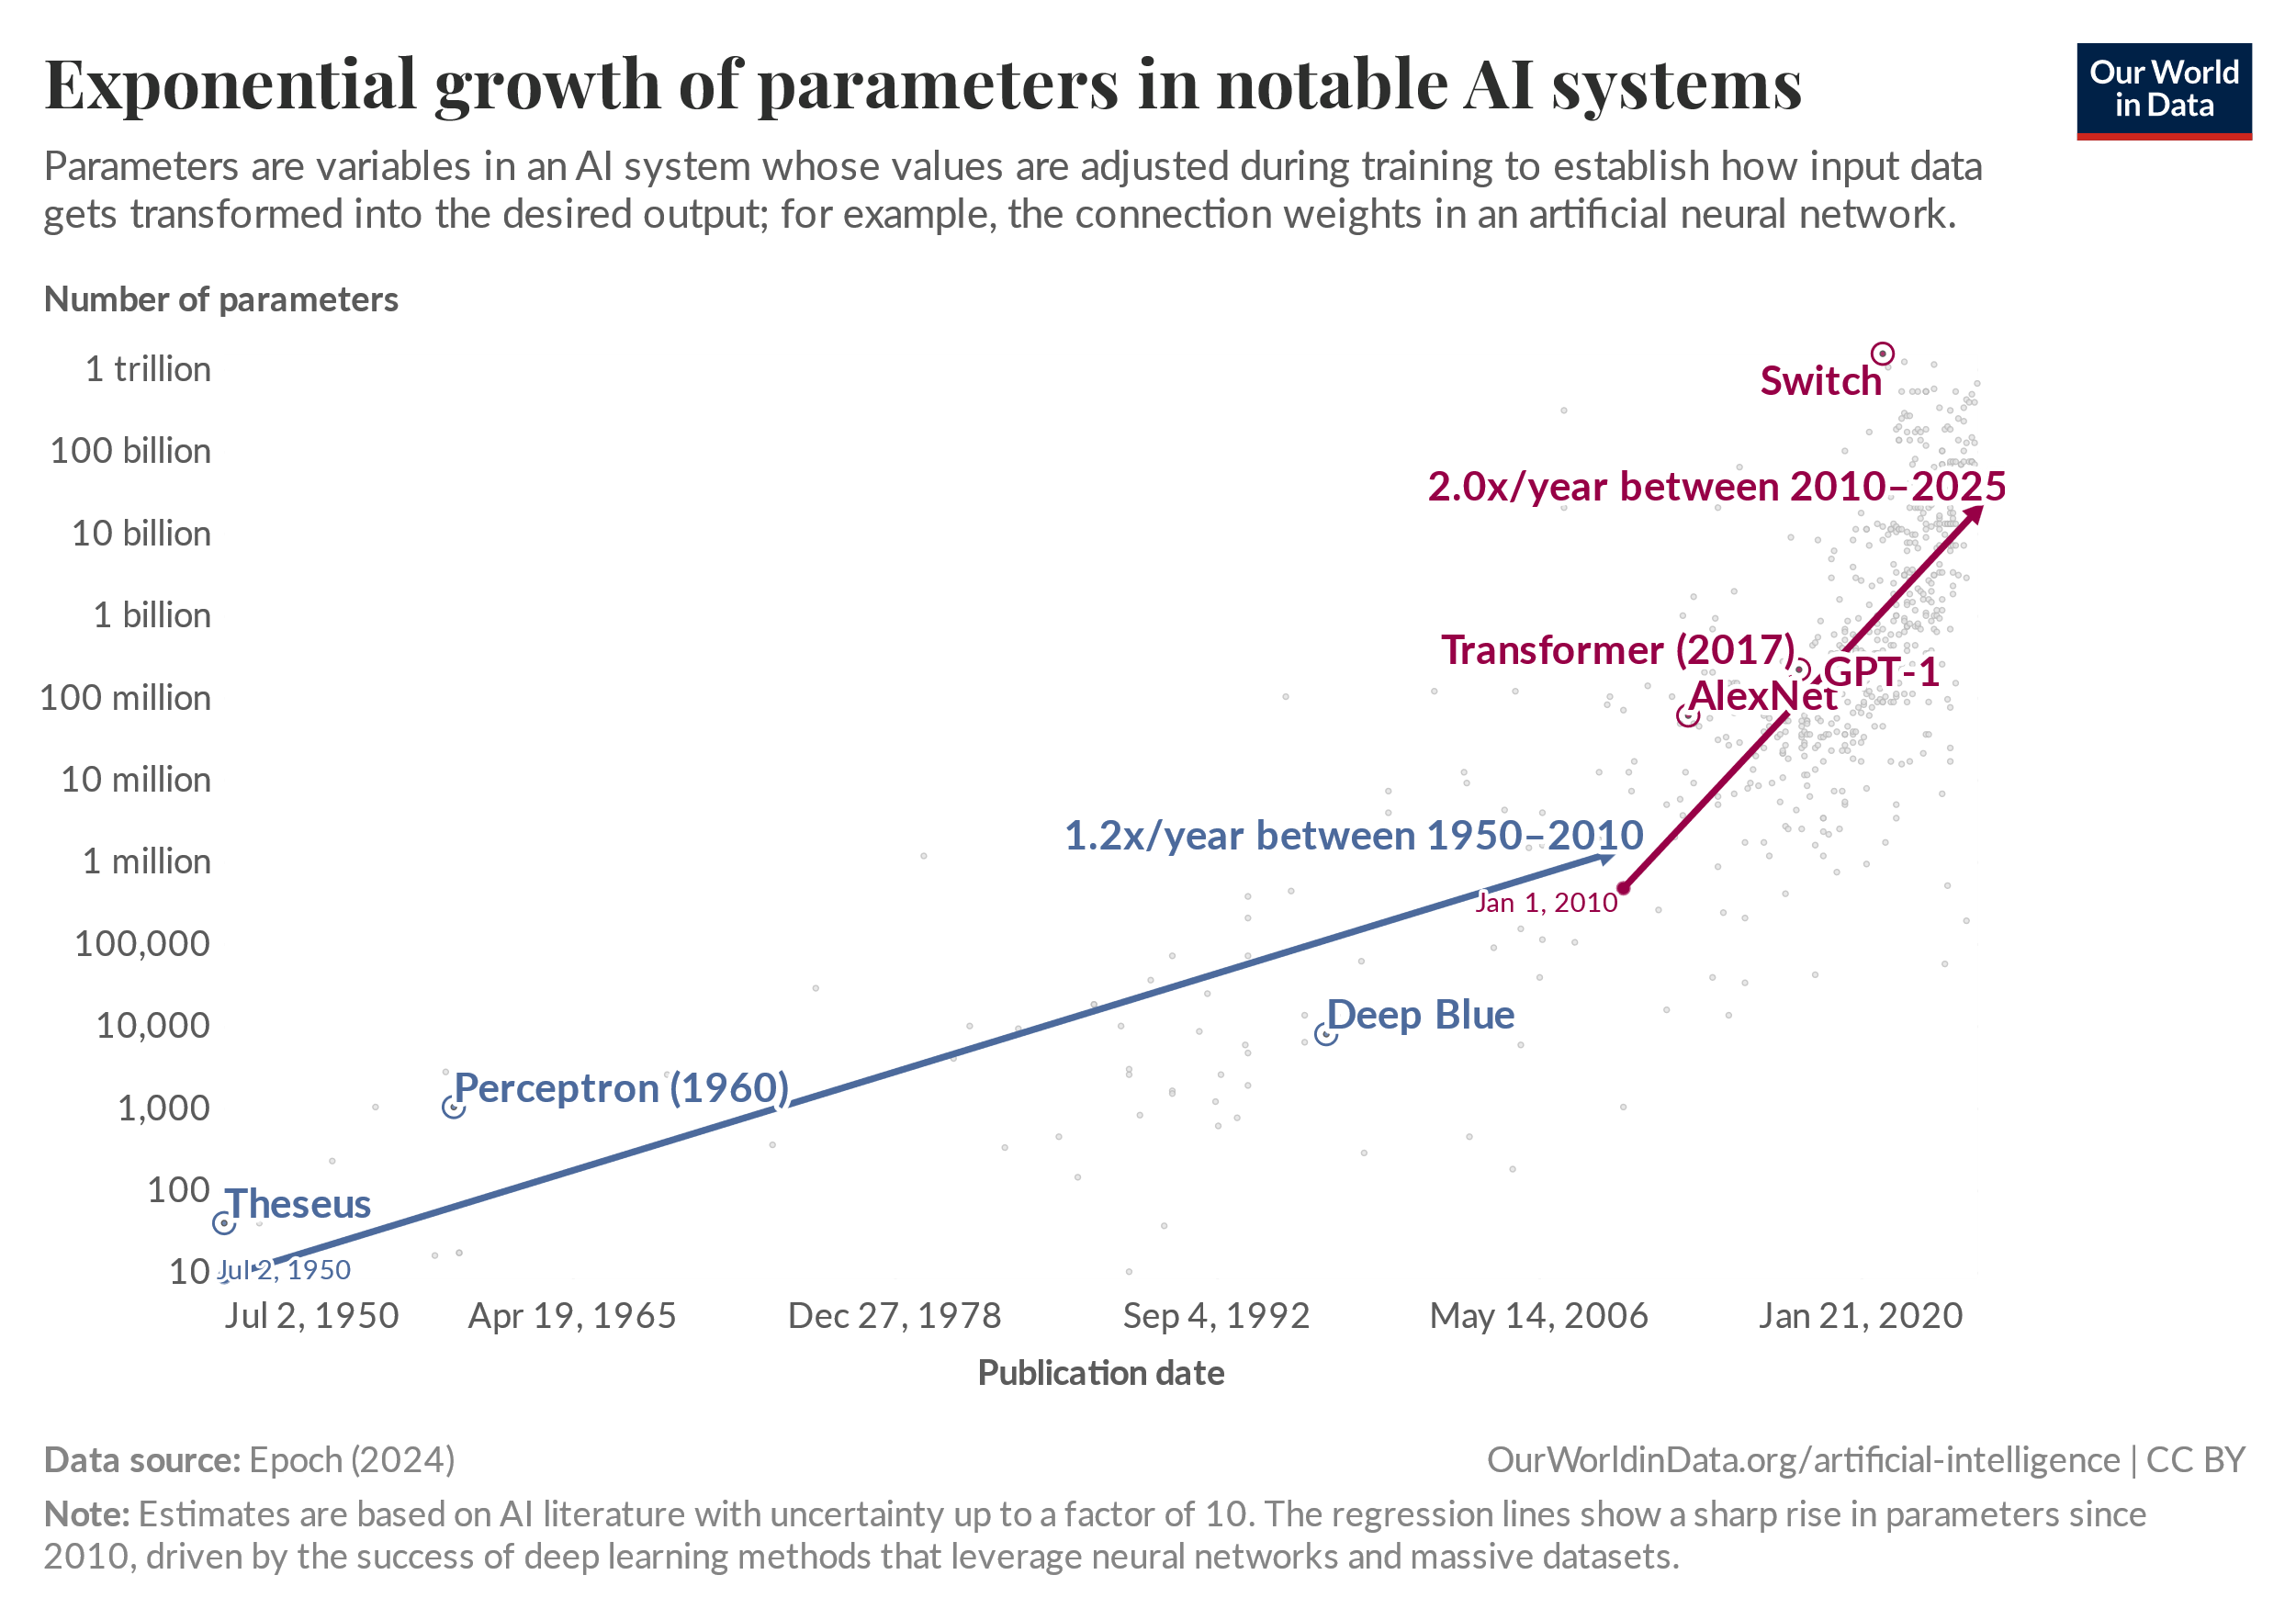 Exponential growth of parameters in notable AI systems
Our World
in Data
Parameters are variables in an AI system whose values are adjusted during training to establish how input data
gets transformed into the desired output; for example, the connection weights in an artificial neural network.
Number of parameters
1 trillion
100 billion
10 billion
1 billion
100 million
10 million
1 million
100,000
10,000
1,000
100
10
Switch
2.0x/year between 2010–2025
Transformer (2017)
GPT-1
AlexNet
1.2x/year between 1950–2010
Jan 1, 2010
Deep Blue
Perceptron (1960)
Theseus
Jul 2, 1950
Jul 2, 1950
Apr 19, 1965
Dec 27, 1978
Sep 4, 1992
May 14, 2006
Jan 21, 2020
Publication date
Data source: Epoch (2024)
OurWorldinData.org/artificial-intelligence | CC BY
Note: Estimates are based on AI literature with uncertainty up to a factor of 10. The regression lines show a sharp rise in parameters since
2010, driven by the success of deep learning methods that leverage neural networks and massive datasets.